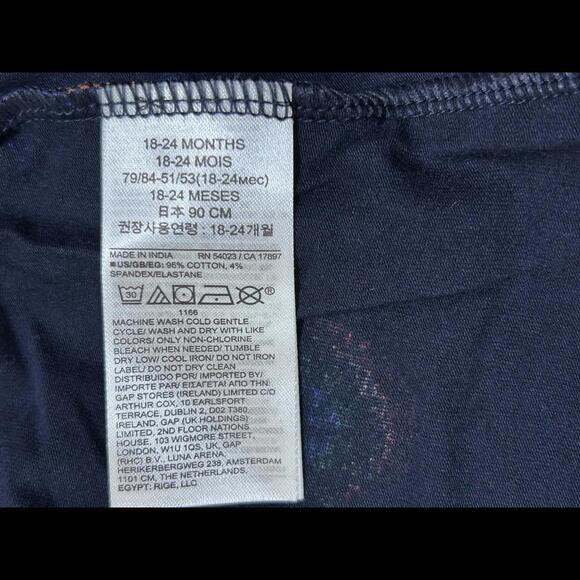 18-24 MONTHS
18-24 MOIS
79/84-51/53(18-24мес)
18-24 MESES
日本 90 CM
권장사용연령 : 18-24개월
MADE IN INDIA RN 54023 / CA 17897
■US/GB/EG: 96% COTTON, 4%
SPANDEX/ELASTANE
30 ®
1166
MACHINE WASH COLD GENTLE
CYCLE/ WASH AND DRY WITH LIKE
COLORS/ ONLY NON-CHLORINE
BLEACH WHEN NEEDED/ TUMBLE
DRY LOW/ COOL IRON/ DO NOT IRON
LABEL/ DO NOT DRY CLEAN
DISTRIBUIDO POR/ IMPORTED BY/
IMPORTE PAR/ ΕΙΣΑΓΕΤΑΙ ΑΠΟ ΤΗΝ:
GAP STORES (IRELAND) LIMITED C/O
ARTHUR COX, 10 EARLSFORT
TERRACE, DUBLIN 2, D02 T380,
IRELAND, GAP (UK HOLDINGS)
LIMITED, 2ND FLOOR NATIONS
HOUSE, 103 WIGMORE STREET,
LONDON, W1U 1QS, UK, GAP
(RHC) B.V., LUNA ARENA,
HERIKERBERGWEG 238, AMSTERDAM
1101 CM, THE NETHERLANDS,
EGYPT: RIGE, LLC